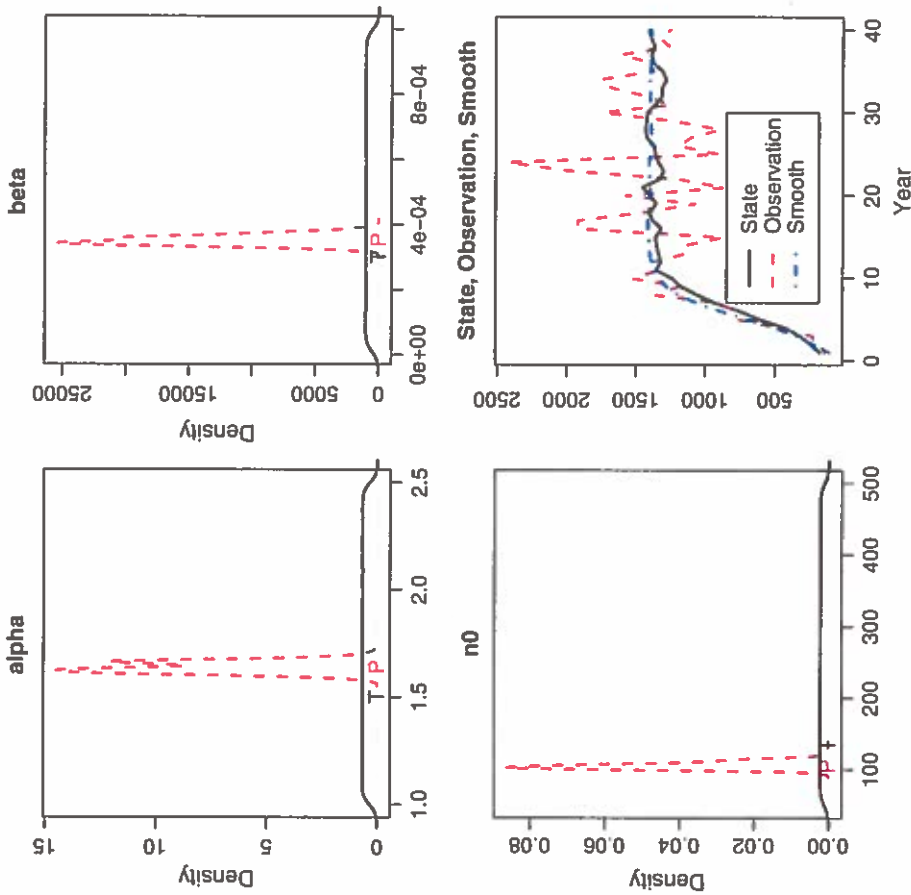 beta
25000
15000
5000
0
Density
0e+00
4e-04
8e-04
T
P
State, Observation, Smooth
2500
2000
1500
1000
500
0
10
20
30
40
Year
State
Observation
Smooth
alpha
15
10
5
0
Density
1.0
1.5
2.0
2.5
T
P
n0
0.08
0.06
0.04
0.02
0.00
Density
100
200
300
400
500
P